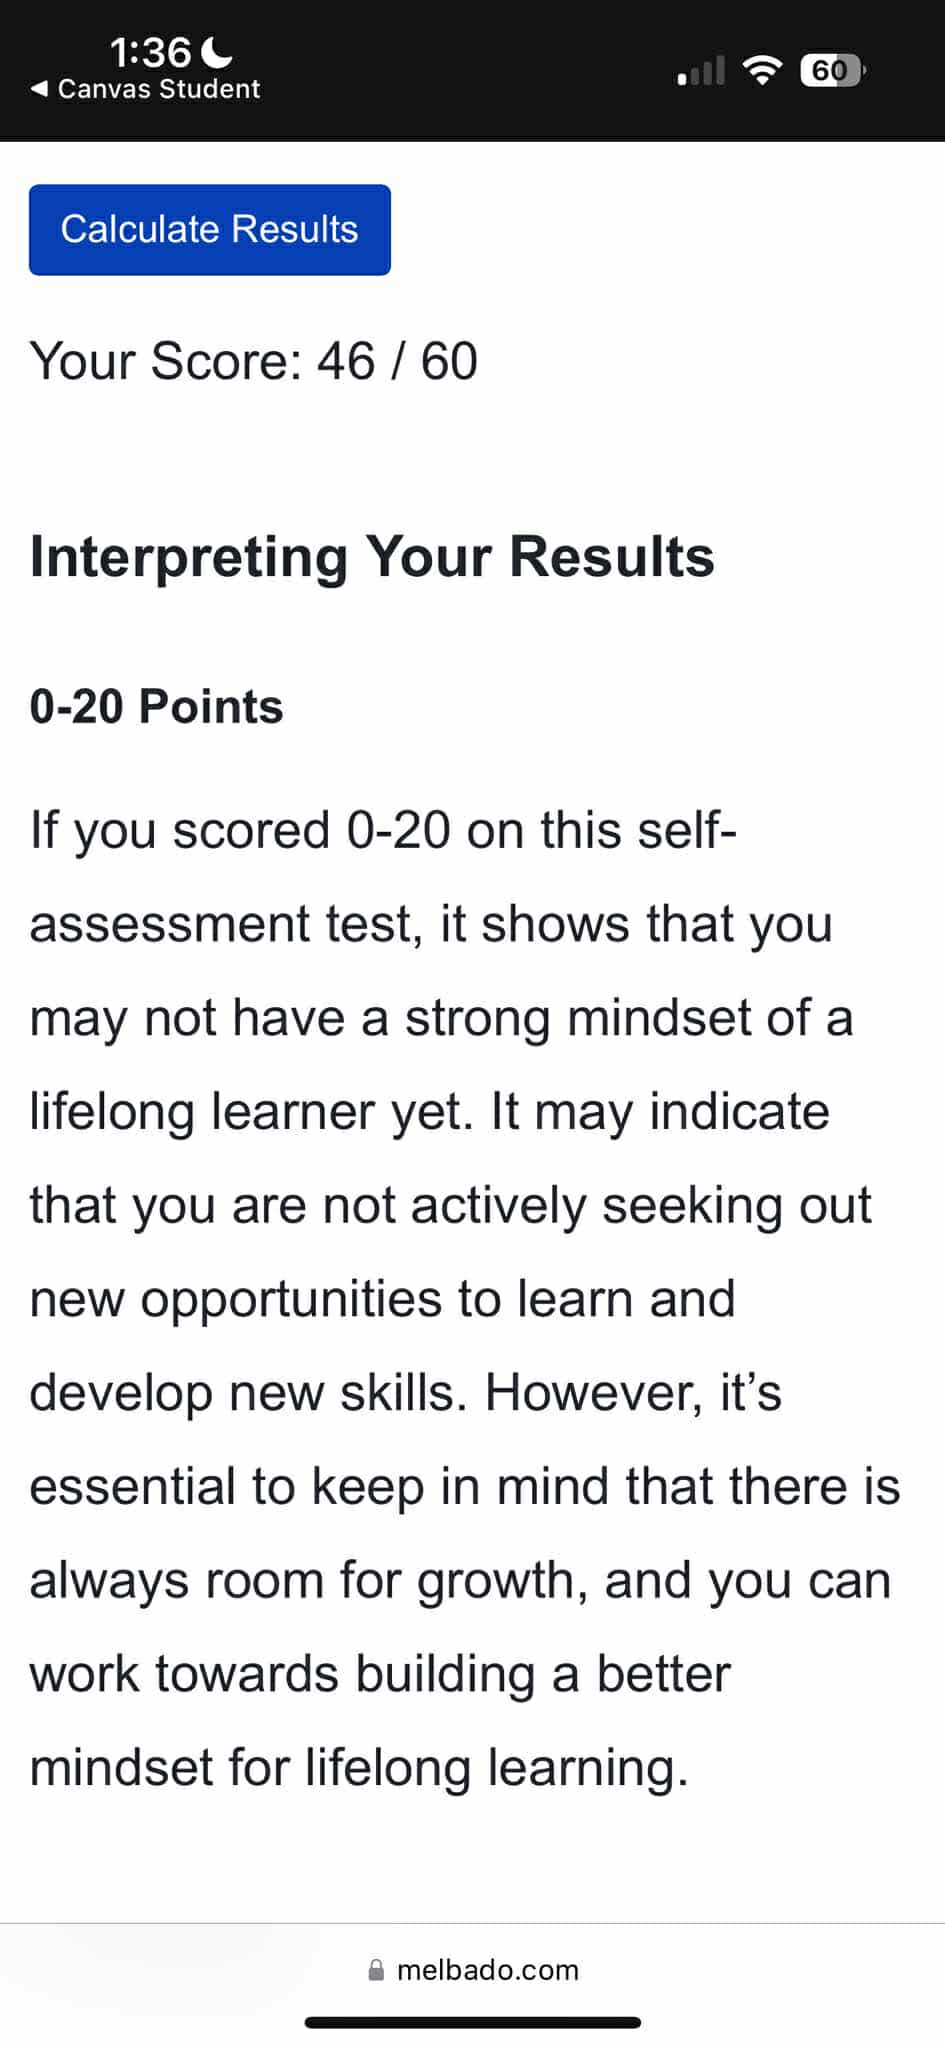 1:36
◀ Canvas Student
60
Calculate Results
Your Score: 46 / 60
Interpreting Your Results
0-20 Points
If you scored 0-20 on this self-
assessment test, it shows that you
may not have a strong mindset of a
lifelong learner yet. It may indicate
that you are not actively seeking out
new opportunities to learn and
develop new skills. However, it’s
essential to keep in mind that there is
always room for growth, and you can
work towards building a better
mindset for lifelong learning.
melbado.com